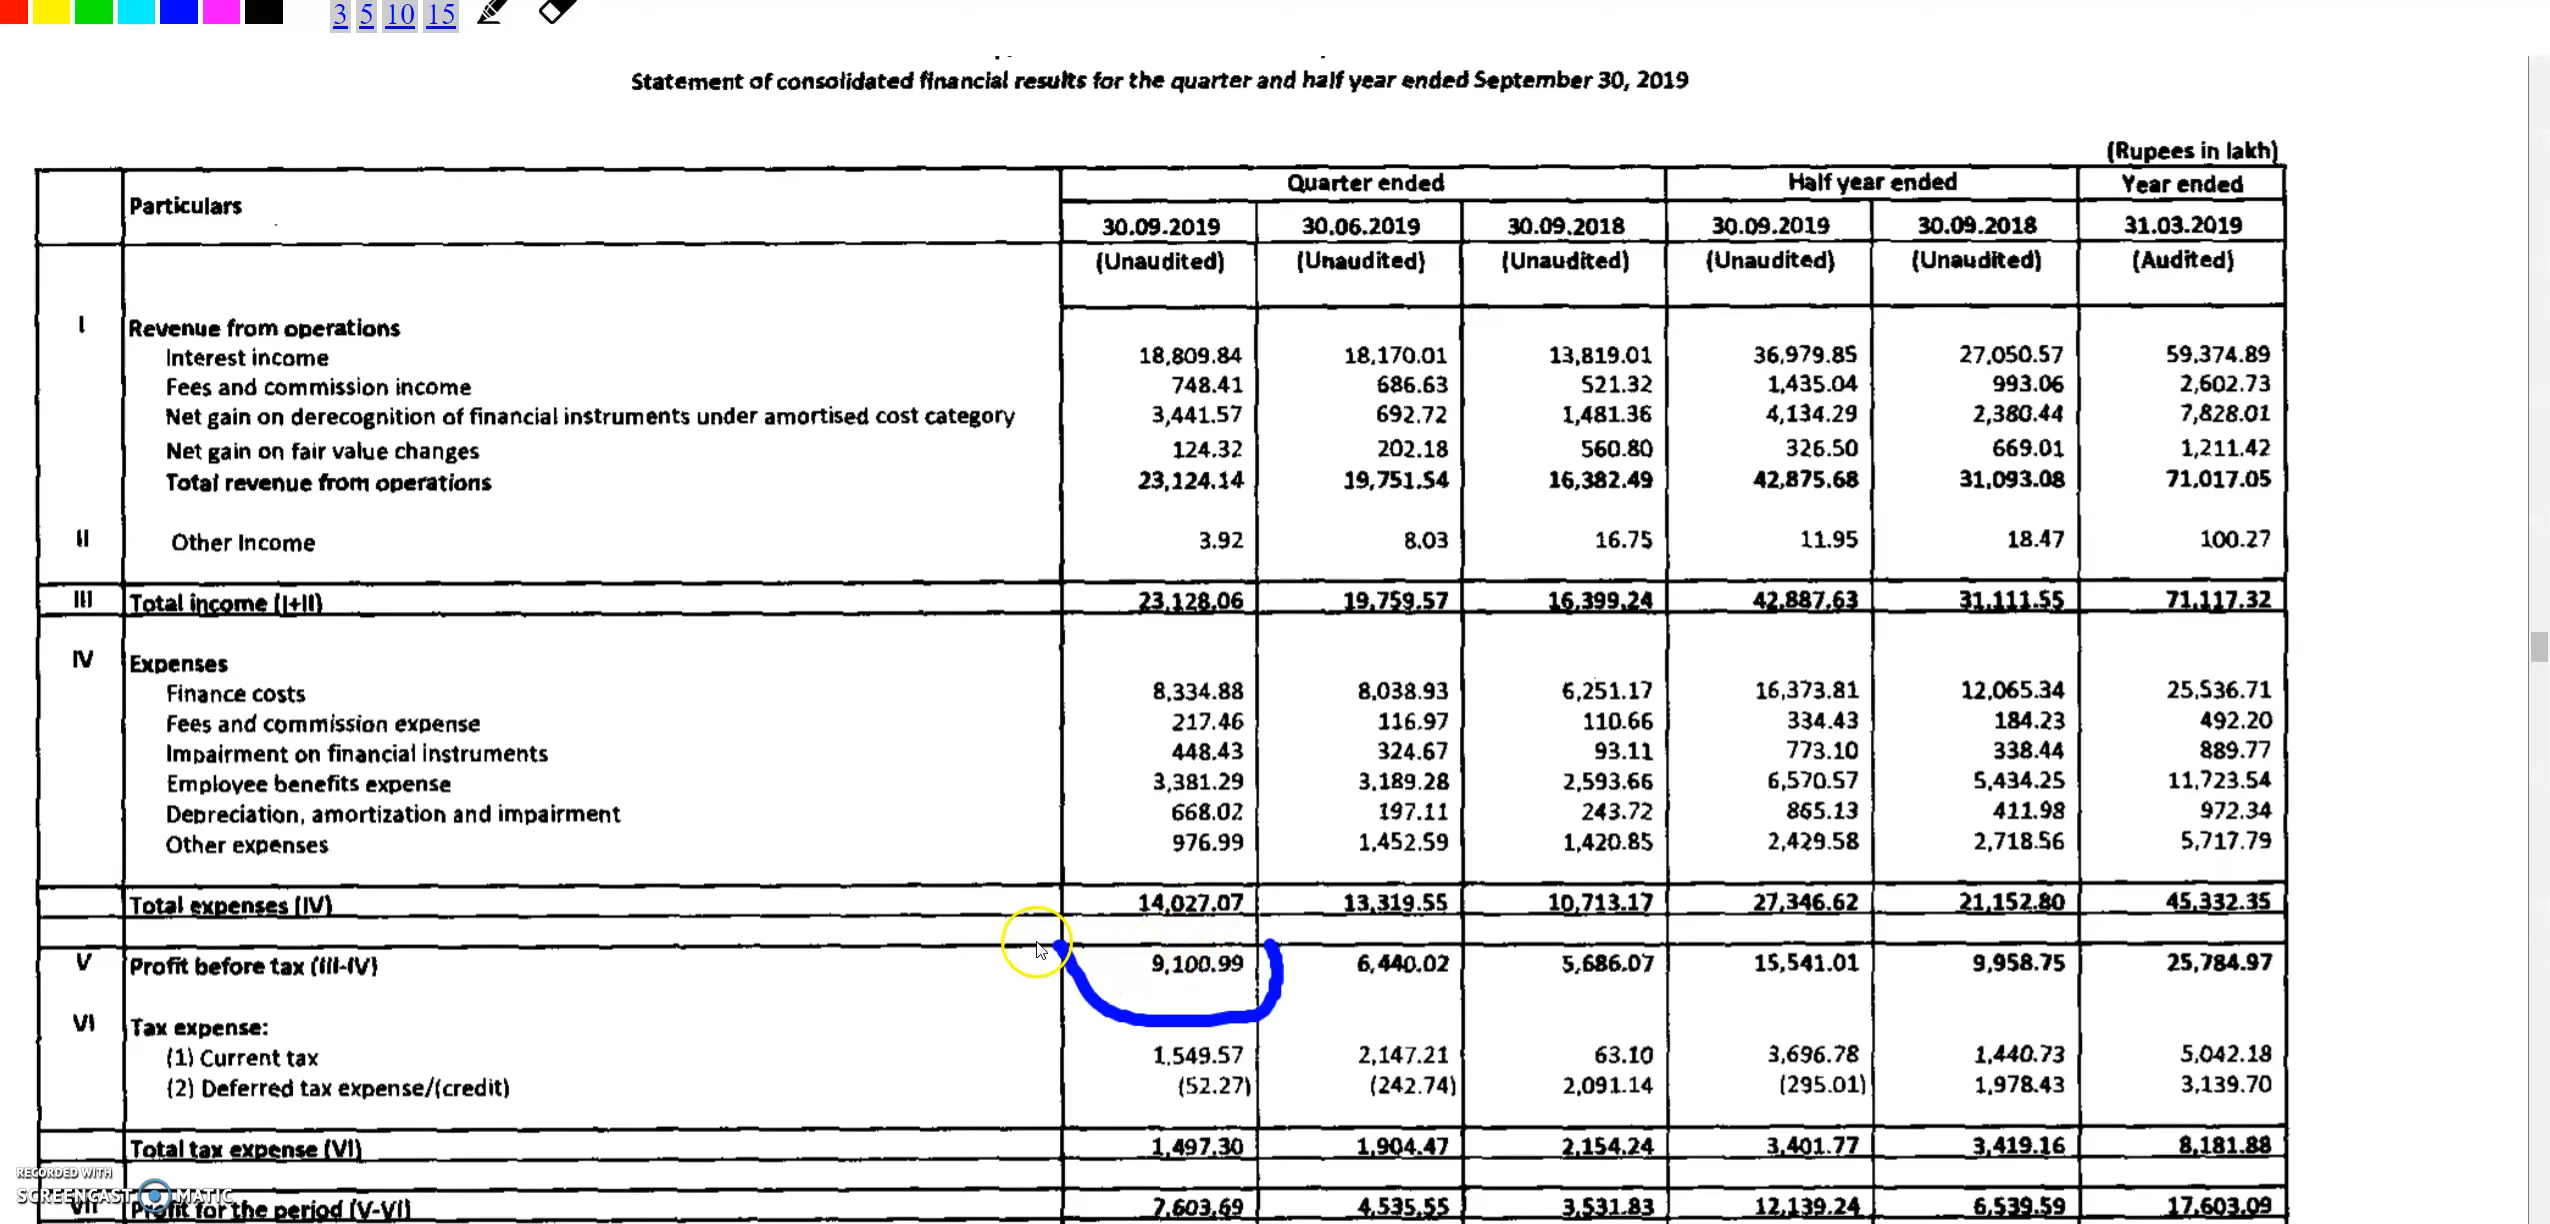 3 5 10 15
Statement of consolidated financial results for the quarter and half year ended September 30, 2019
(Rupees in lakh)
Particulars Quarter ended Half year ended Year ended
30.09.2019 30.06.2019 30.09.2018 30.09.2019 30.09.2018 31.03.2019
(Unaudited) (Unaudited) (Unaudited) (Unaudited) (Unaudited) (Audited)
I Revenue from operations
Interest income 18,809.84 18,170.01 13,819.01 36,979.85 27,050.57 59,374.89
Fees and commission income 748.41 686.63 521.32 1,435.04 993.06 2,602.73
Net gain on derecognition of financial instruments under amortised cost category 3,441.57 692.72 1,481.36 4,134.29 2,380.44 7,828.01
Net gain on fair value changes 124.32 202.18 560.80 326.50 669.01 1,211.42
Total revenue from operations 23,124.14 19,751.54 16,382.49 42,875.68 31,093.08 71,017.05
II Other Income 3.92 8.03 16.75 11.95 18.47 100.27
III Total income (I+II) 23,128.06 19,759.57 16,399.24 42,887.63 31,111.55 71,117.32
IV Expenses
Finance costs 8,334.88 8,038.93 6,251.17 16,373.81 12,065.34 25,536.71
Fees and commission expense 217.46 116.97 110.66 334.43 184.23 492.20
Impairment on financial instruments 448.43 324.67 93.11 773.10 338.44 889.77
Employee benefits expense 3,381.29 3,189.28 2,593.66 6,570.57 5,434.25 11,723.54
Depreciation, amortization and impairment 668.02 197.11 243.72 865.13 411.98 972.34
Other expenses 976.99 1,452.59 1,420.85 2,429.58 2,718.56 5,717.79
Total expenses (IV) 14,027.07 13,319.55 10,713.17 27,346.62 21,152.80 45,332.35
V Profit before tax (III-IV) 9,100.99 6,440.02 5,686.07 15,541.01 9,958.75 25,784.97
VI Tax expense:
(1) Current tax 1,549.57 2,147.21 63.10 3,696.78 1,440.73 5,042.18
(2) Deferred tax expense/(credit) (52.27) (242.74) 2,091.14 (295.01) 1,978.43 3,139.70
Total tax expense (VI) 1,497.30 1,904.47 2,154.24 3,401.77 3,419.16 8,181.88
RECORDED WITH
SCREENCAST MATIC
VII Profit for the period (V-VI) 7,603.69 4,535.55 3,531.83 12,139.24 6,539.59 17,603.09